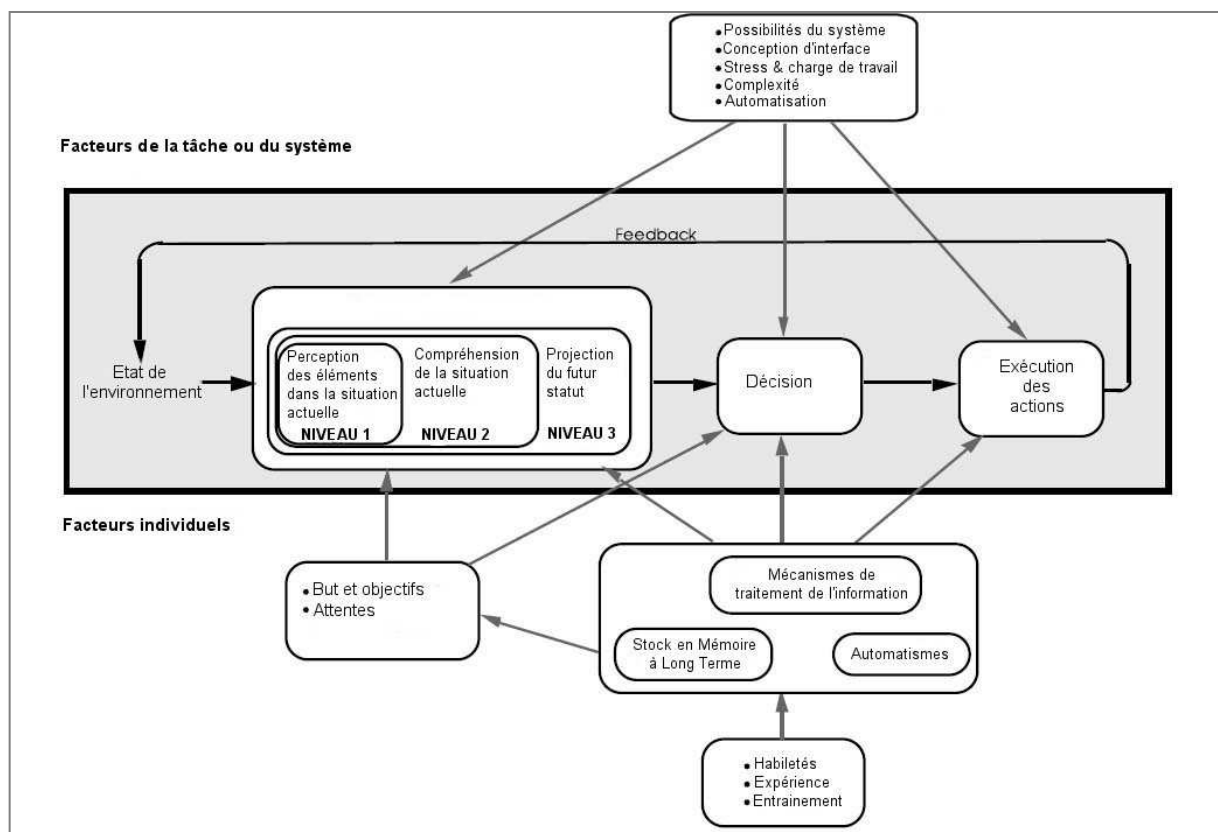 •Possibilités du système
•Conception d'interface
•Stress & charge de travail
•Complexité
•Automatisation
Facteurs de la tâche ou du système
Feedback
Etat de
l'environnement
Perception
des éléments
dans la situation
actuelle
NIVEAU 1
Compréhension
de la situation
actuelle
NIVEAU 2
Projection
du futur
statut
NIVEAU 3
Décision
Exécution
des
actions
Facteurs individuels
• But et objectifs
• Attentes
Mécanismes de
traitement de l'information
Stock en Mémoire
à Long Terme
Automatismes
• Habiletés
• Expérience
• Entrainement